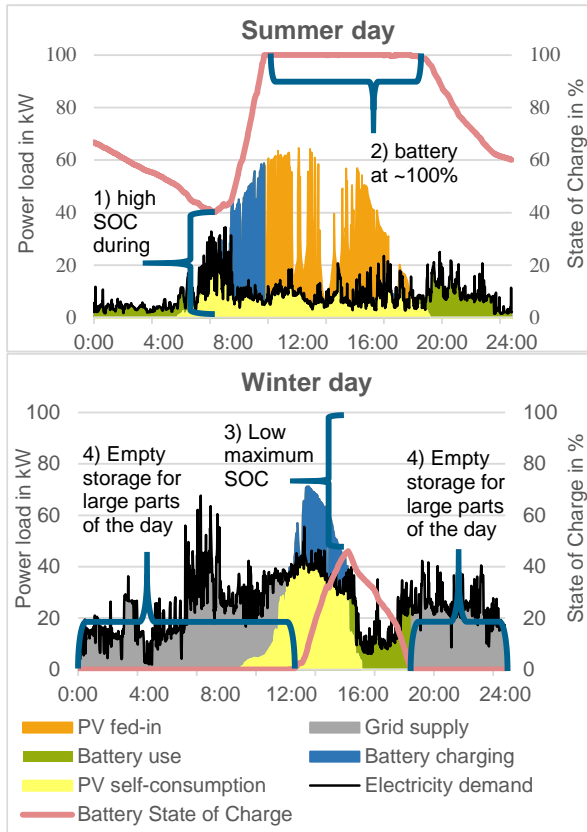 Summer day
Power load in kW
State of Charge in %
100 100
80 80
60 60
40 40
20 20
0 0
1) high
SOC
during
2) battery
at ~100%
0:00 4:00 8:00 12:00 16:00 20:00 24:00
Winter day
Power load in kW
State of Charge in %
100 100
80 80
60 60
40 40
20 20
0 0
4) Empty
storage for
large parts
of the day
3) Low
maximum
SOC
4) Empty
storage for
large parts
of the day
0:00 4:00 8:00 12:00 16:00 20:00 24:00
PV fed-in Grid supply
Battery use Battery charging
PV self-consumption Electricity demand
Battery State of Charge